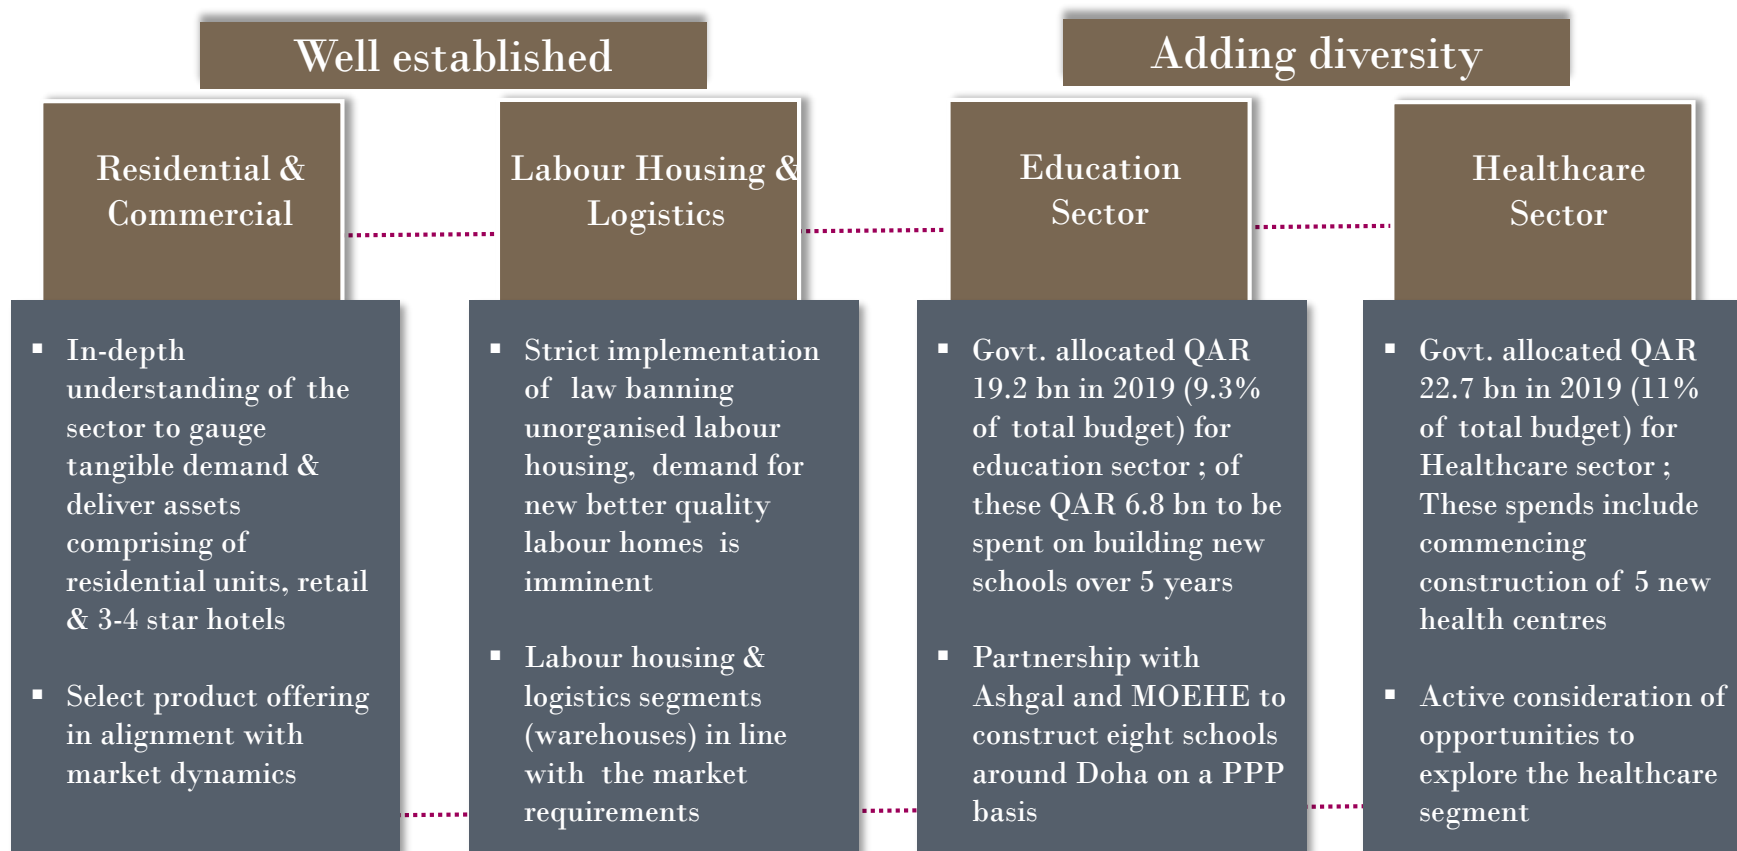 Well established
Adding diversity
Residential &
Commercial
Labour Housing &
Logistics
Education
Sector
Healthcare
Sector
▪ In-depth
understanding of the
sector to gauge
tangible demand &
deliver assets
comprising of
residential units, retail
& 3-4 star hotels
▪ Select product offering
in alignment with
market dynamics
▪ Strict implementation
of law banning
unorganised labour
housing, demand for
new better quality
labour homes is
imminent
▪ Labour housing &
logistics segments
(warehouses) in line
with the market
requirements
▪ Govt. allocated QAR
19.2 bn in 2019 (9.3%
of total budget) for
education sector ; of
these QAR 6.8 bn to be
spent on building new
schools over 5 years
▪ Partnership with
Ashgal and MOEHE to
construct eight schools
around Doha on a PPP
basis
▪ Govt. allocated QAR
22.7 bn in 2019 (11%
of total budget) for
Healthcare sector ;
These spends include
commencing
construction of 5 new
health centres
▪ Active consideration of
opportunities to
explore the healthcare
segment